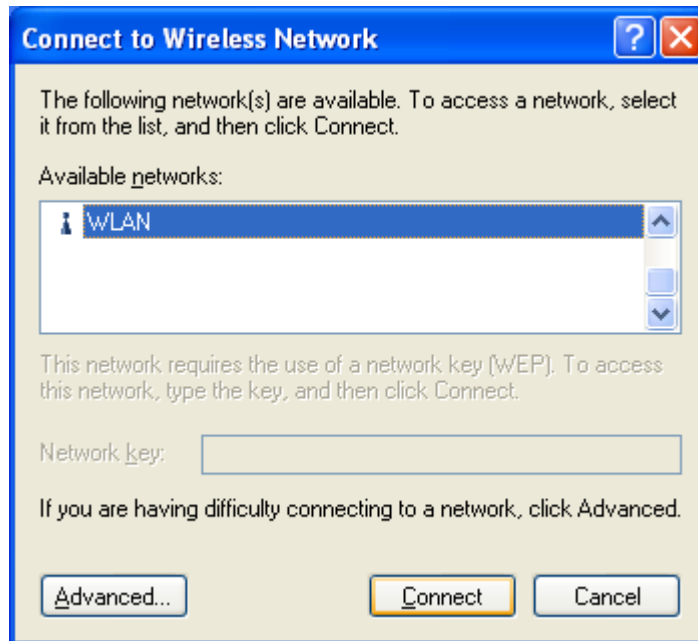 Connect to Wireless Network
The following network(s) are available. To access a network, select
it from the list, and then click Connect.
Available networks:
WLAN
This network requires the use of a network key (WEP). To access
this network, type the key, and then click Connect.
Network key:
If you are having difficulty connecting to a network, click Advanced.
Advanced... Connect Cancel